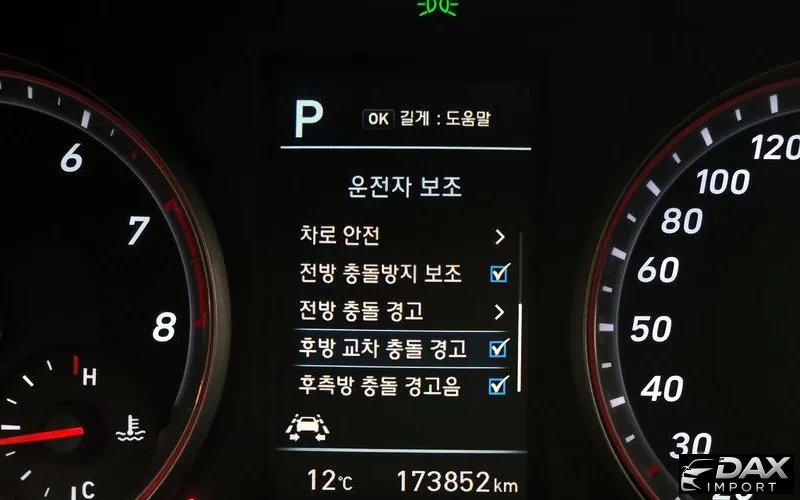 P
OK 길게 : 도움말
운전자 보조
차로 안전
전방 충돌방지 보조
전방 충돌 경고
후방 교차 충돌 경고
후측방 충돌 경고음
12℃ 173852 km
6
7
8
H
C
120
100
80
60
50
40
30
DAX
IMPORT